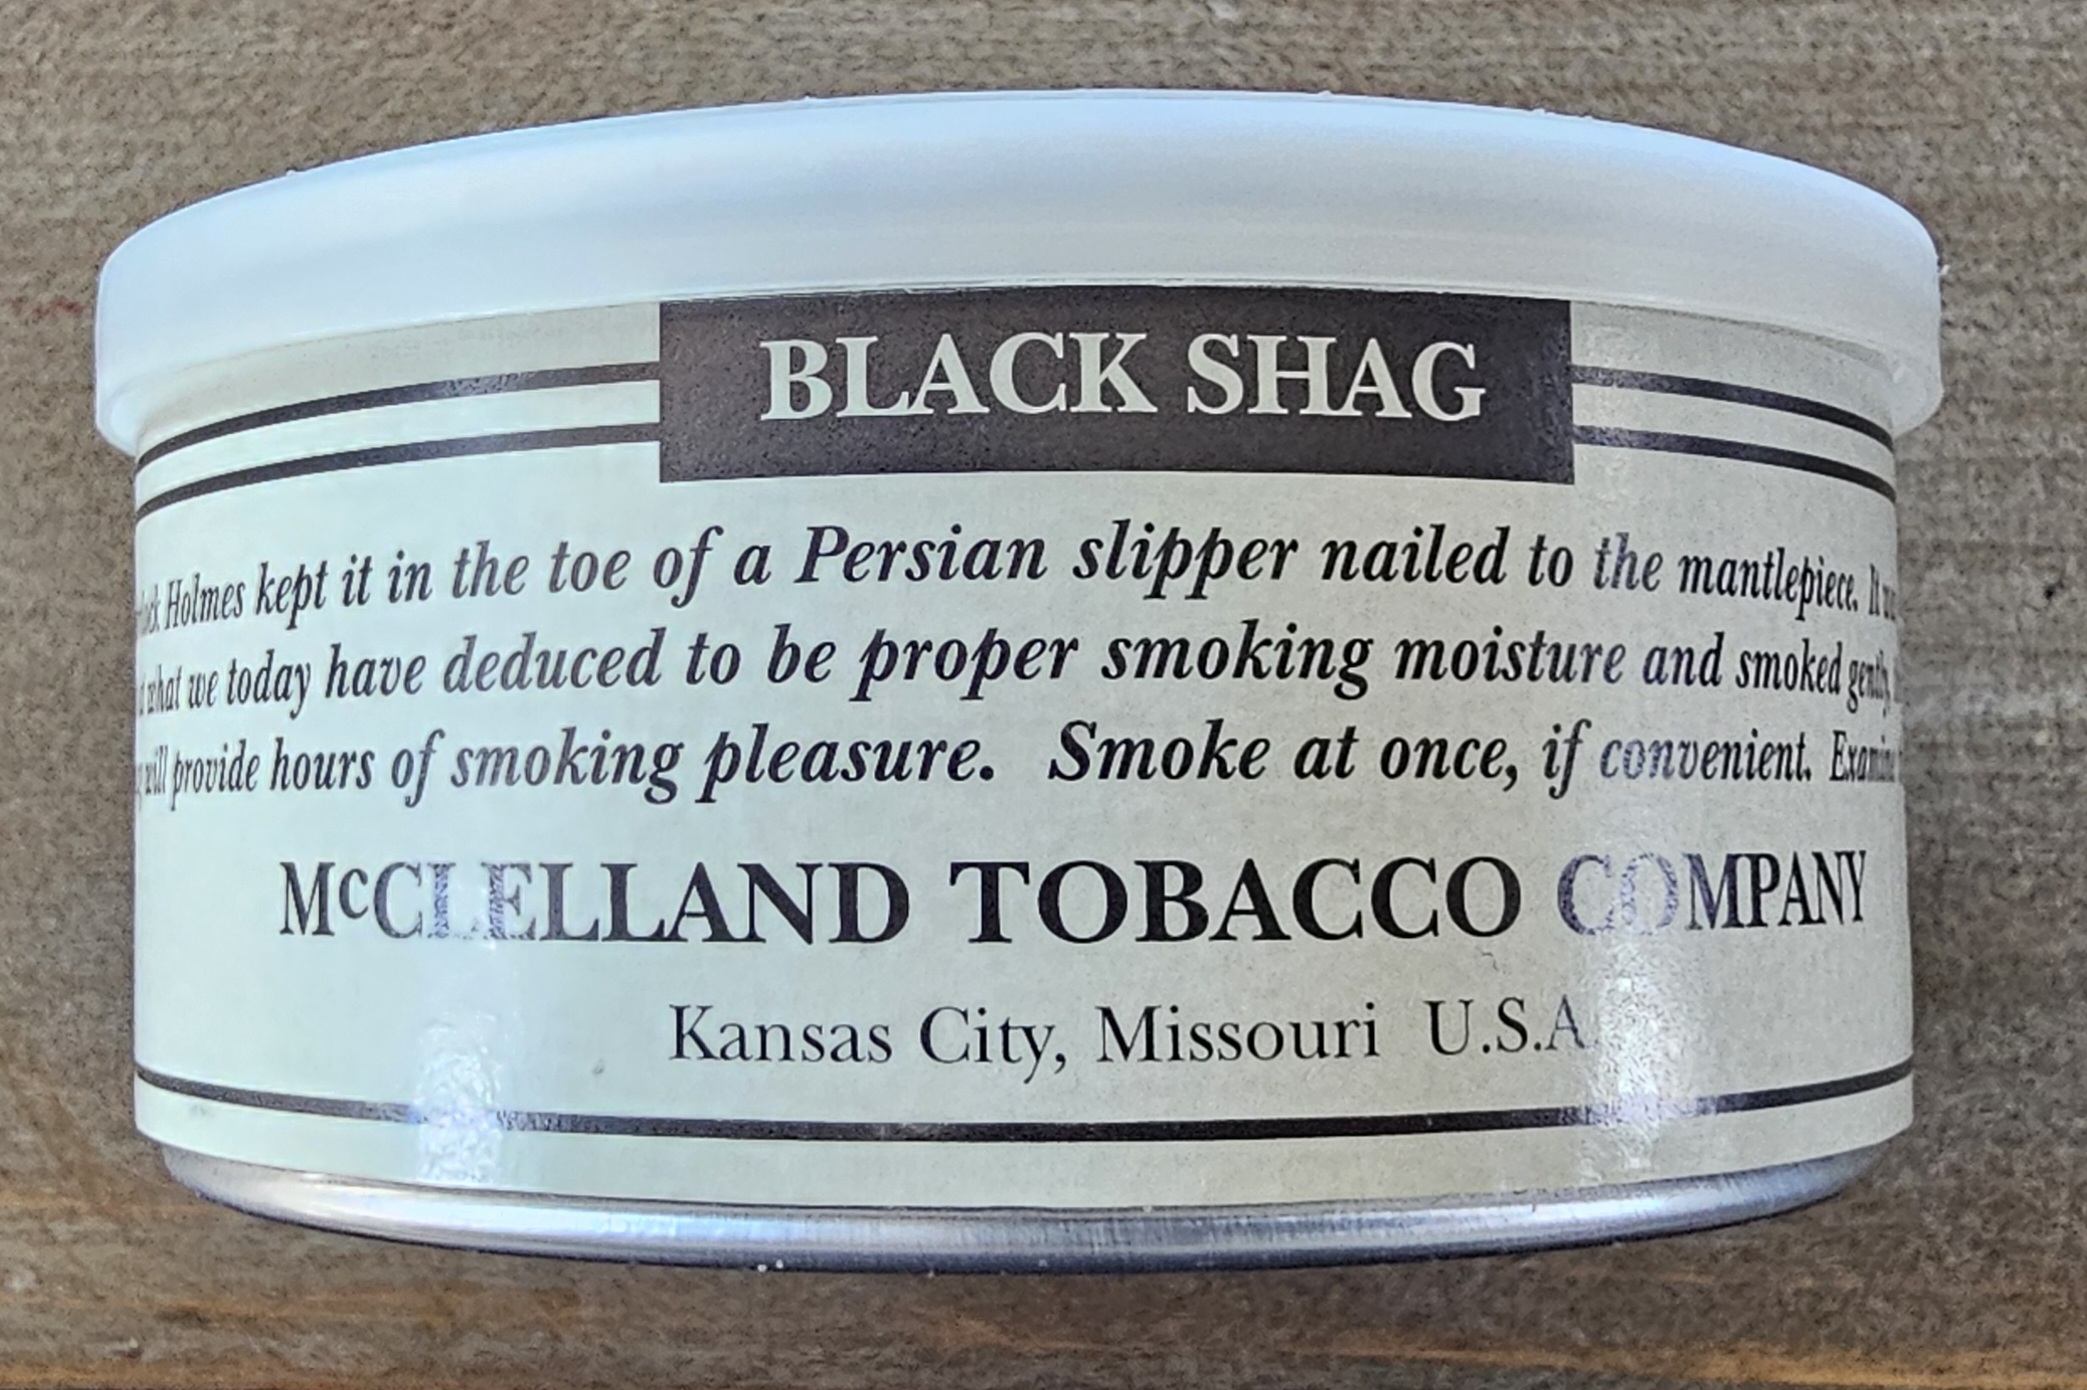 BLACK SHAG
Holmes kept it in the toe of a Persian slipper nailed to the mantlepiece. It
what we today have deduced to be proper smoking moisture and smoked gently,
will provide hours of smoking pleasure. Smoke at once, if convenient.
McCLELLAND TOBACCO COMPANY
Kansas City, Missouri U.S.A.